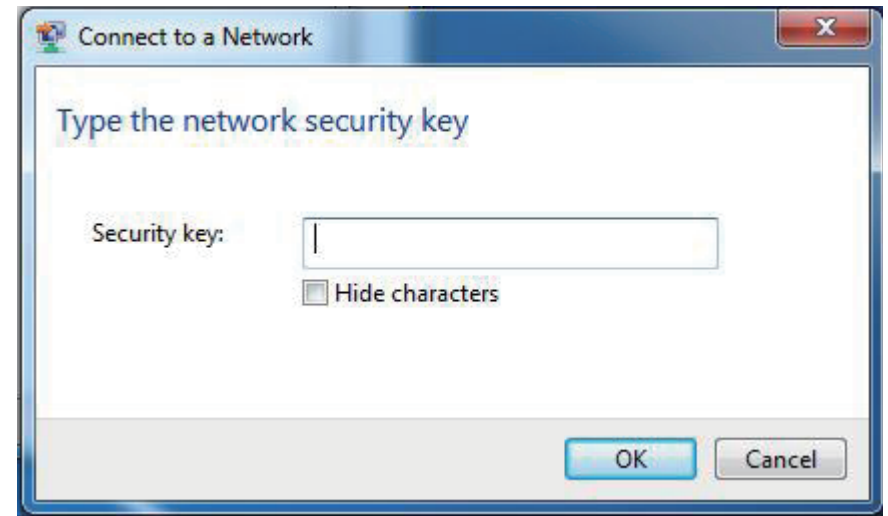 Connect to a Network
Type the network security key
Security key:
Hide characters
OK Cancel